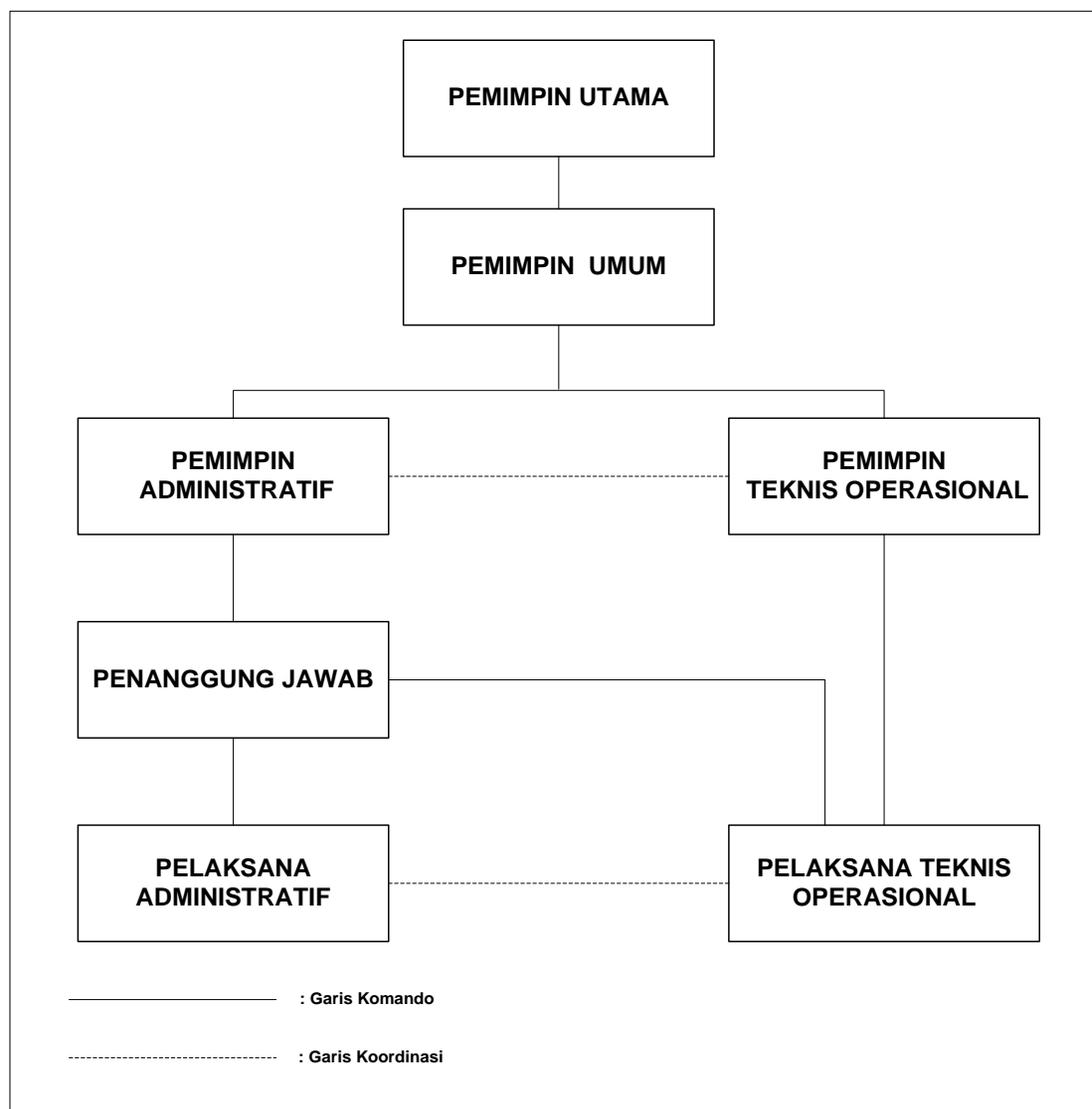 PEMIMPIN UTAMA
PEMIMPIN  UMUM
PEMIMPIN
ADMINISTRATIF
PEMIMPIN
TEKNIS OPERASIONAL
PENANGGUNG JAWAB
PELAKSANA
ADMINISTRATIF
PELAKSANA TEKNIS
OPERASIONAL
: Garis Komando
: Garis Koordinasi